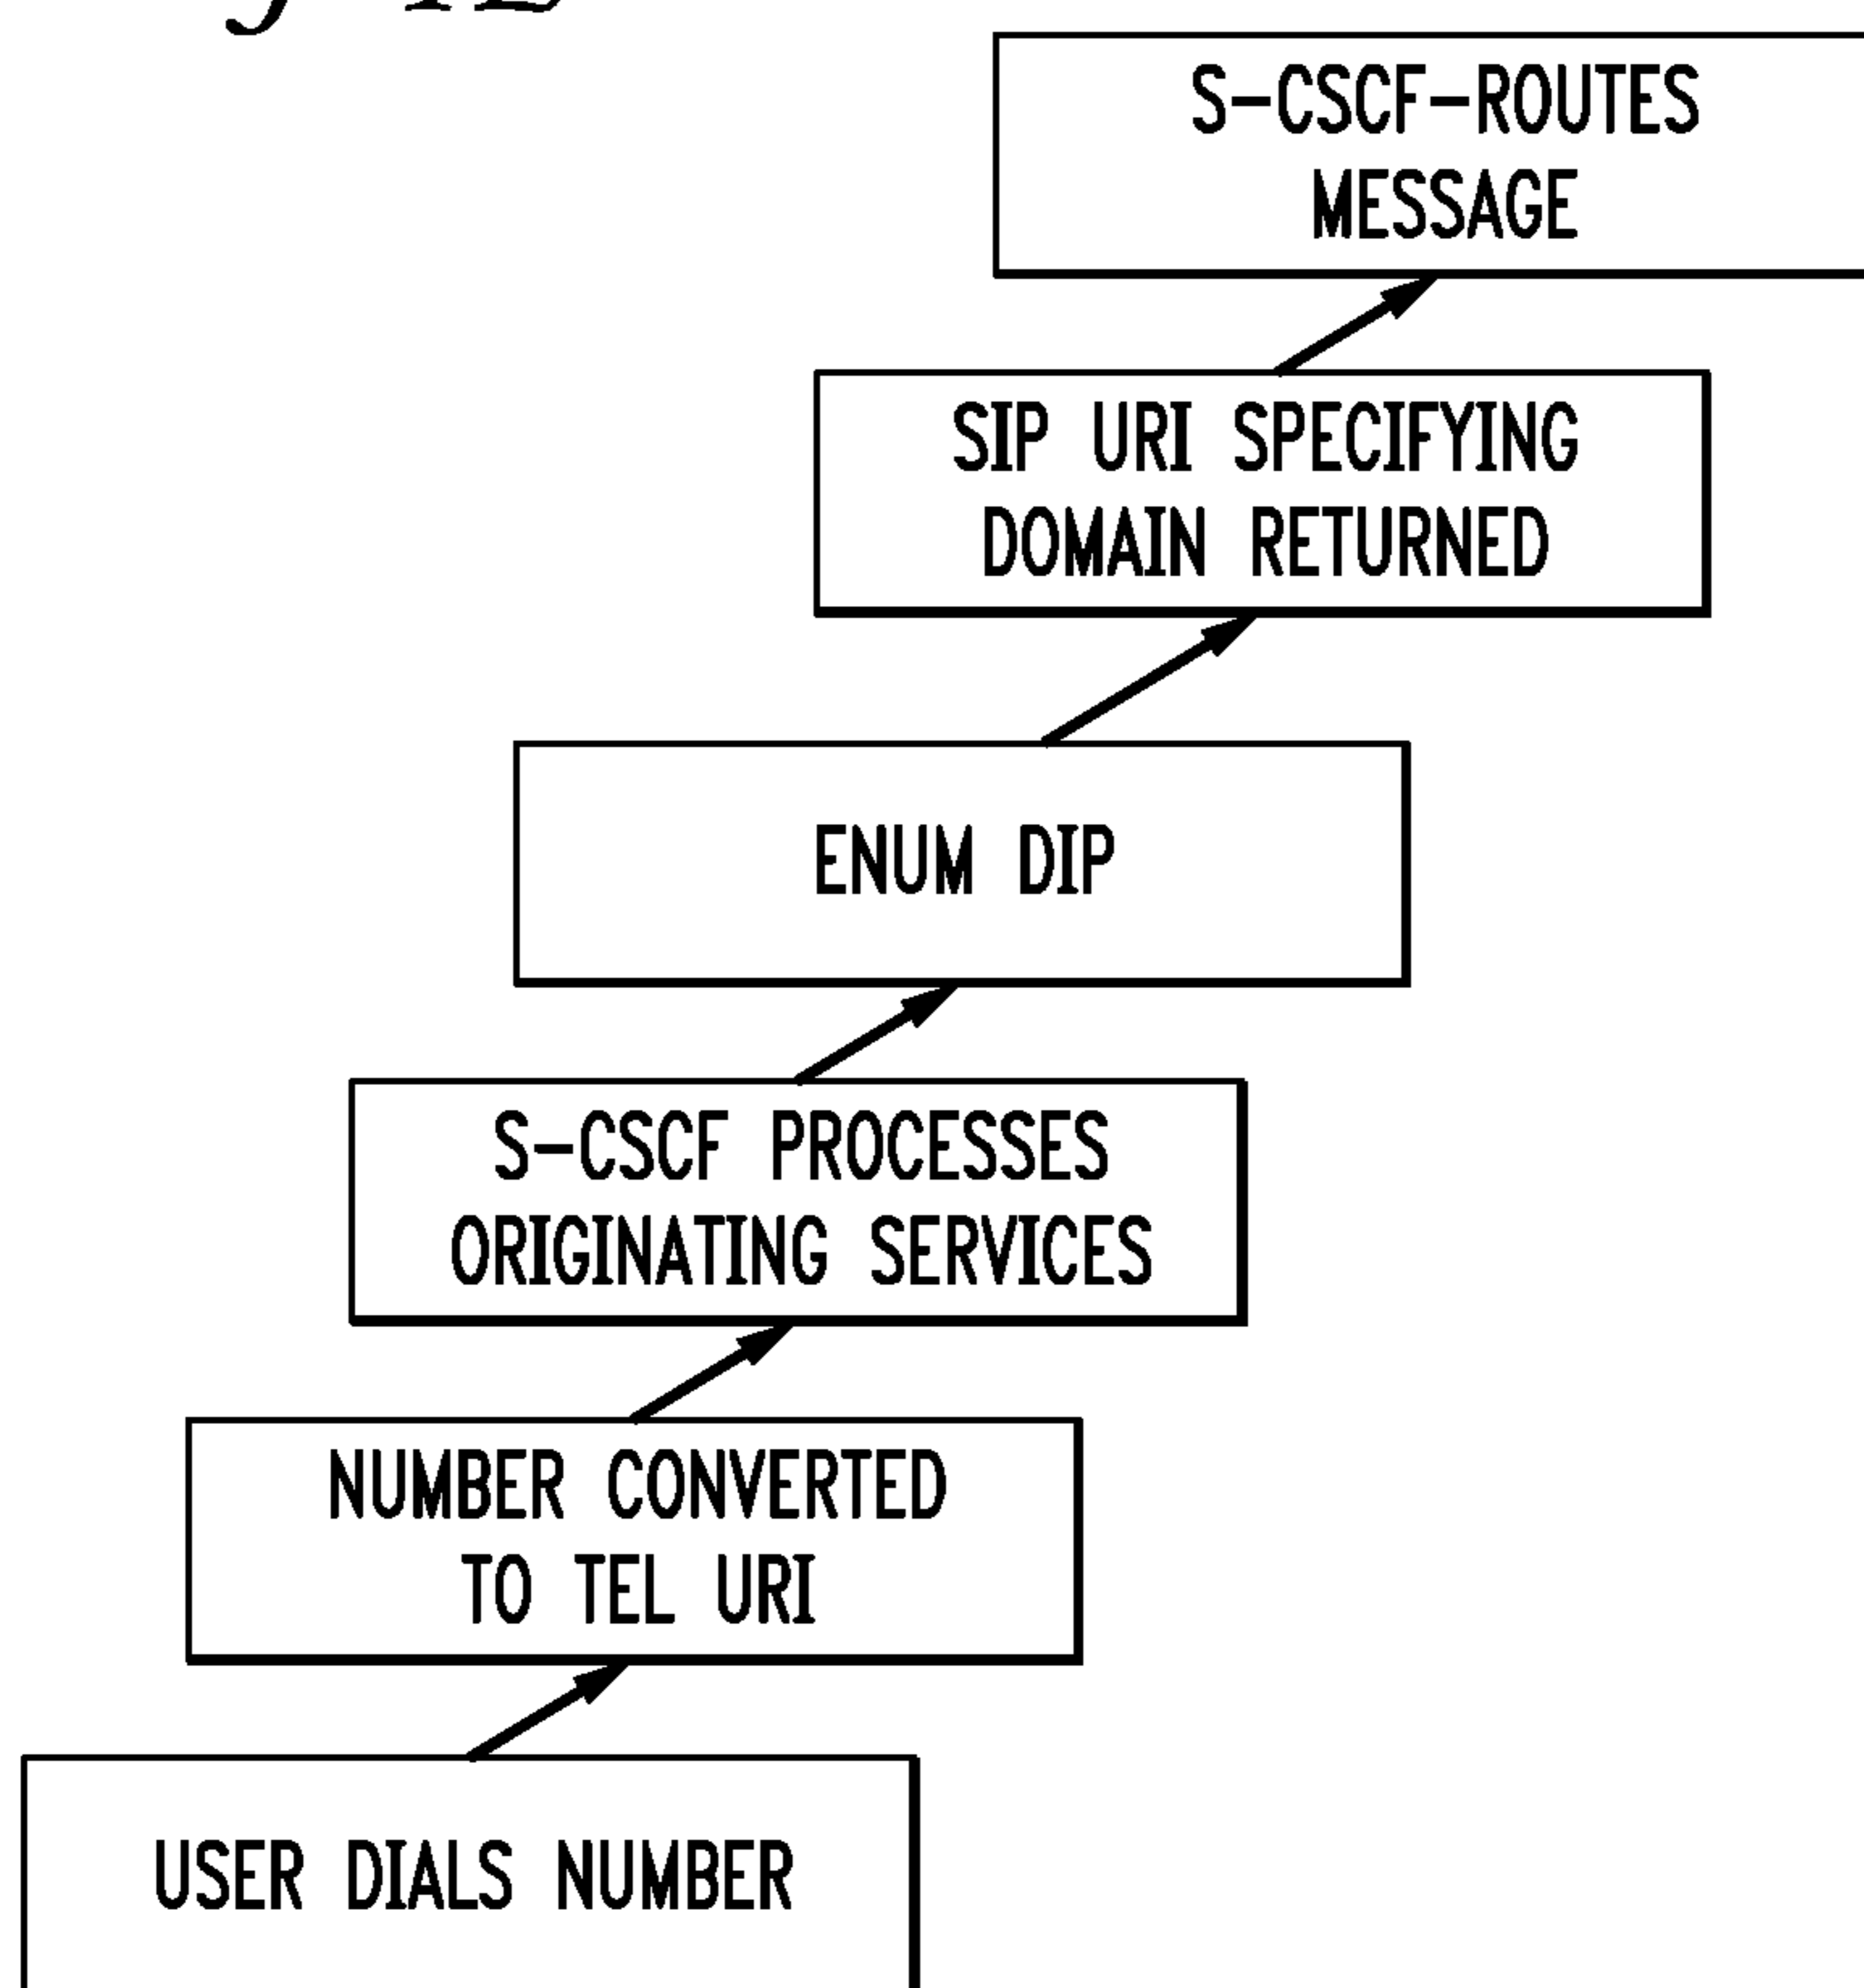 S-CSCF-ROUTES
MESSAGE
SIP URI SPECIFYING
DOMAIN RETURNED
ENUM DIP
S-CSCF PROCESSES
ORIGINATING SERVICES
NUMBER CONVERTED
TO TEL URI
USER DIALS NUMBER